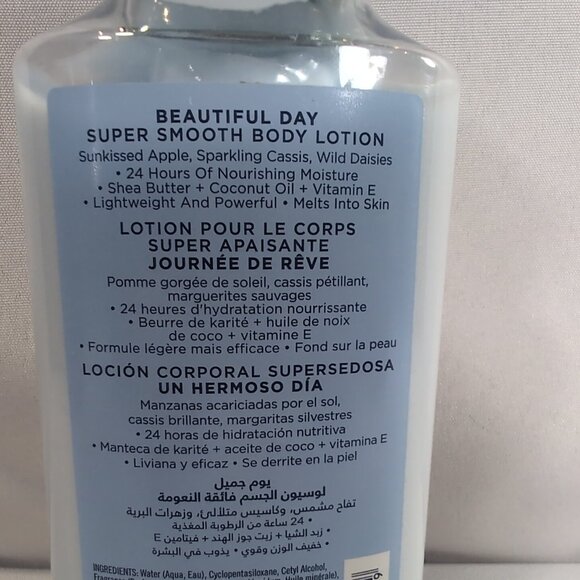 BEAUTIFUL DAY
SUPER SMOOTH BODY LOTION
Sunkissed Apple, Sparkling Cassis, Wild Daisies
• 24 Hours Of Nourishing Moisture
• Shea Butter + Coconut Oil + Vitamin E
• Lightweight And Powerful • Melts Into Skin
LOTION POUR LE CORPS
SUPER APAISANTE
JOURNÉE DE RÊVE
Pomme gorgée de soleil, cassis pétillant,
marguerites sauvages
• 24 heures d'hydratation nourrissante
• Beurre de karité + huile de noix
de coco + vitamine E
• Formule légère mais efficace • Fond sur la peau
LOCIÓN CORPORAL SUPERSEDOSA
UN HERMOSO DÍA
Manzanas acariciadas por el sol,
cassis brillante, margaritas silvestres
• 24 horas de hidratación nutritiva
• Manteca de karité + aceite de coco + vitamina E
• Liviana y eficaz • Se derrite en la piel
يوم جميل
لوسيون الجسم فائقة النعومة
تفاح مشمس، وكاسيس متلألئ، وزهرات البرية
• 24 ساعة من الرطوبة المغذية
• زبد الشيا + زيت جوز الهند + فيتامين E
• خفيف الوزن وقوي • يذوب في البشرة
INGREDIENTS: Water (Aqua, Eau), Cyclopentasiloxane, Cetyl Alcohol,